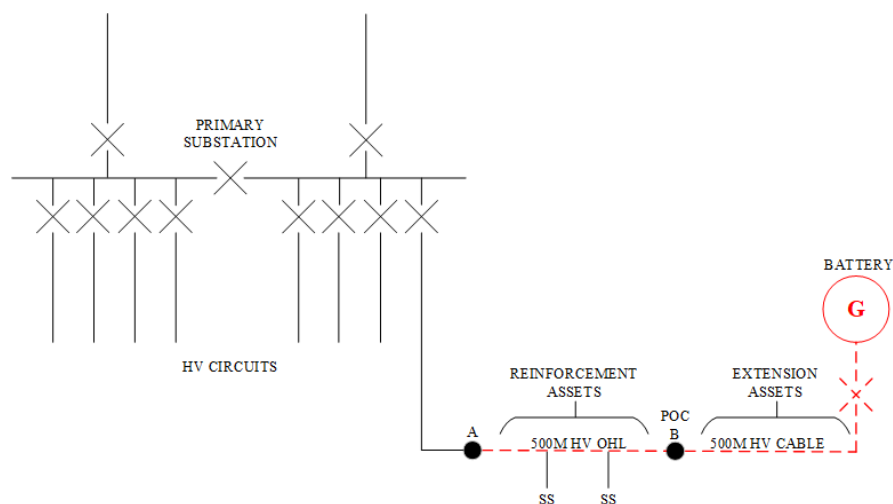 PRIMARY
SUBSTATION
BATTERY
G
HV CIRCUITS
REINFORCEMENT
ASSETS
EXTENSION
ASSETS
A
POC
B
500M HV OHL
500M HV CABLE
SS
SS